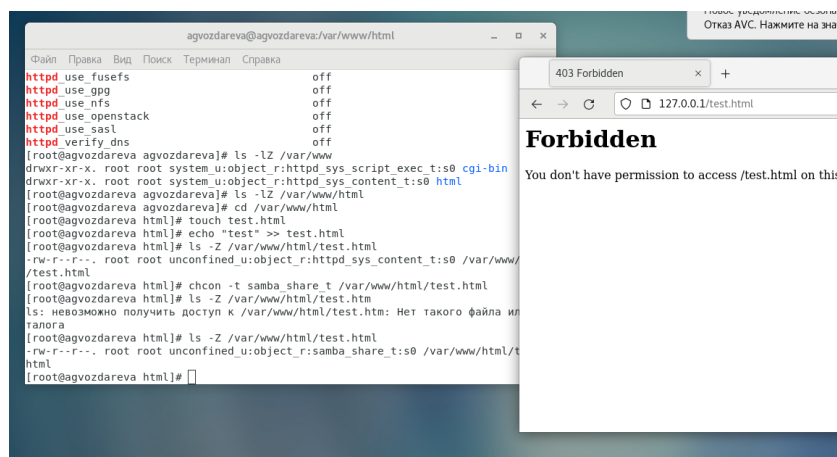 Новое уведомление безопа
Отказ AVC. Нажмите на зна
agvozdareva@agvozdareva:/var/www/html
Файл Правка Вид Поиск Терминал Справка
httpd_use_fusefs off
httpd_use_gpg off
httpd_use_nfs off
httpd_use_openstack off
httpd_use_sasl off
httpd_verify_dns off
[root@agvozdareva agvozdareva]# ls -lZ /var/www
drwxr-xr-x. root root system_u:object_r:httpd_sys_script_exec_t:s0 cgi-bin
drwxr-xr-x. root root system_u:object_r:httpd_sys_content_t:s0 html
[root@agvozdareva agvozdareva]# ls -lZ /var/www/html
[root@agvozdareva agvozdareva]# cd /var/www/html
[root@agvozdareva html]# touch test.html
[root@agvozdareva html]# echo "test" >> test.html
[root@agvozdareva html]# ls -Z /var/www/html/test.html
-rw-r--r--. root root unconfined_u:object_r:httpd_sys_content_t:s0 /var/www/
/test.html
[root@agvozdareva html]# chcon -t samba_share_t /var/www/html/test.html
[root@agvozdareva html]# ls -Z /var/www/html/test.htm
ls: невозможно получить доступ к /var/www/html/test.htm: Нет такого файла ил
талога
[root@agvozdareva html]# ls -Z /var/www/html/test.html
-rw-r--r--. root root unconfined_u:object_r:samba_share_t:s0 /var/www/html/t
html
[root@agvozdareva html]#
403 Forbidden
127.0.0.1/test.html
Forbidden
You don't have permission to access /test.html on this